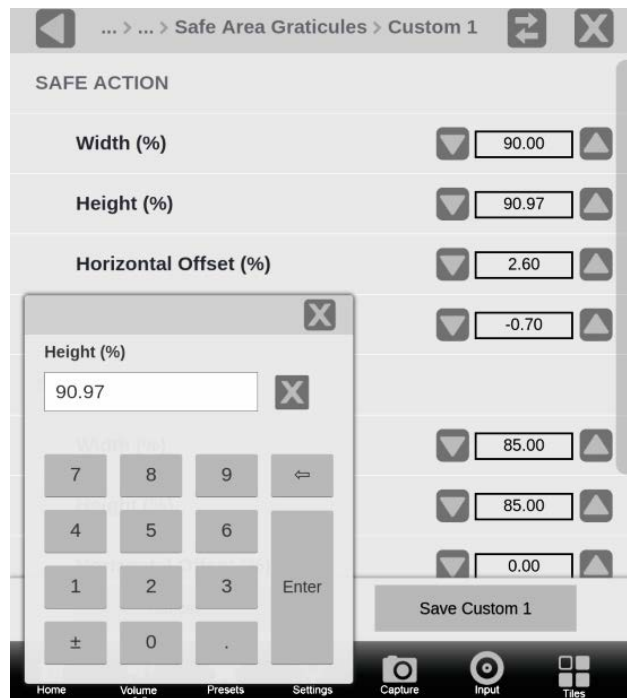 ... > ... > Safe Area Graticules > Custom 1
SAFE ACTION
Width (%) 90.00
Height (%) 90.97
Horizontal Offset (%) 2.60
-0.70
Height (%)
90.97
Width (%) 85.00
7 8 9 ⇦
85.00
4 5 6
0.00
1 2 3 Enter
Save Custom 1
± 0 .
Home Volume Presets Settings Capture Input Tiles